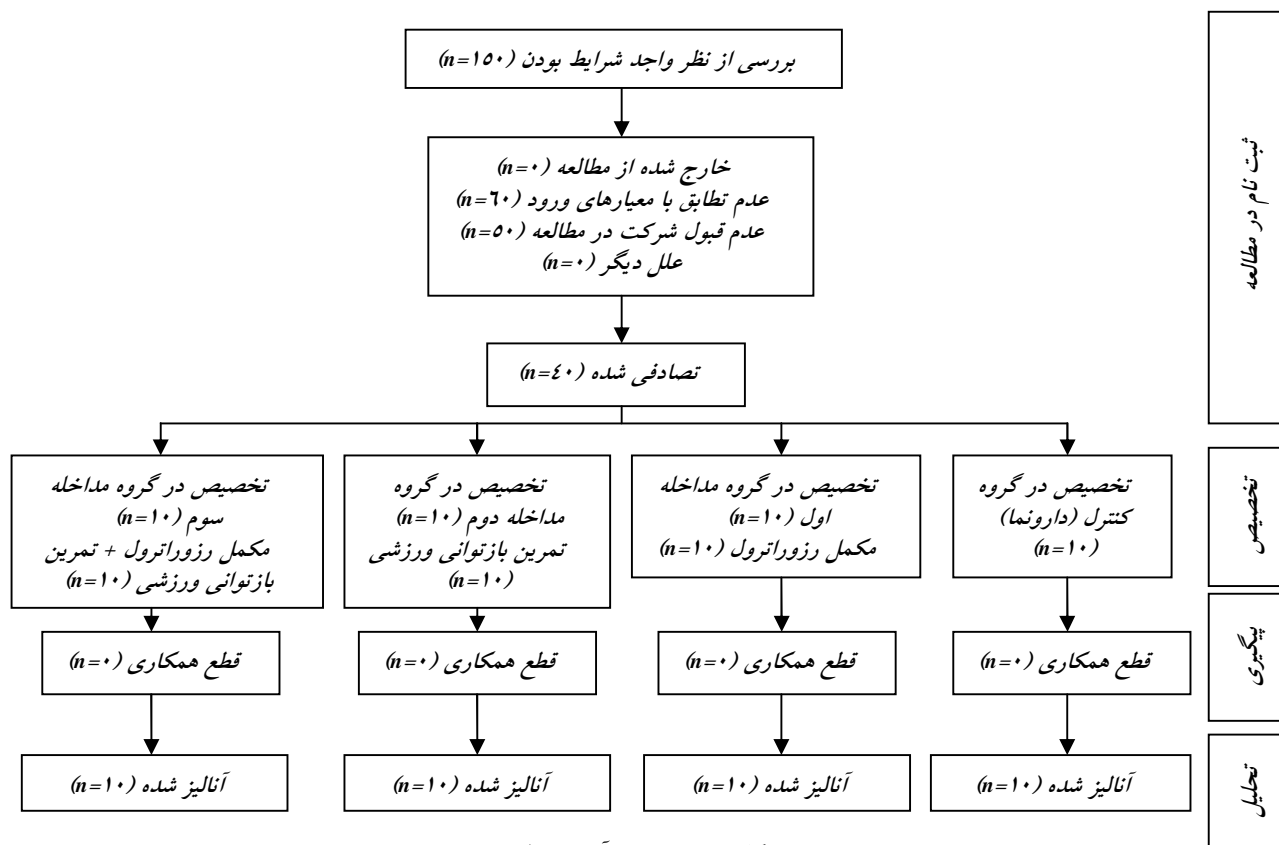 بررسی از نظر واجد شرایط بودن (n=۱۵۰)
خارج شده از مطالعه (n=۰)
عدم تطابق با معیارهای ورود (n=٦۰)
عدم قبول شرکت در مطالعه (n=٥۰)
علل دیگر (n=۰)
تصادفی شده (n=٤۰)
ثبت نام در مطالعه
تخصیص در گروه
کنترل (دارونما)
(n=۱۰)
تخصیص در گروه مداخله
اول (n=۱۰)
مکمل رزوراترول (n=۱۰)
تخصیص در گروه
مداخله دوم (n=۱۰)
تمرین بازتوانی ورزشی
(n=۱۰)
تخصیص در گروه مداخله
سوم (n=۱۰)
مکمل رزوراترول + تمرین
بازتوانی ورزشی (n=۱۰)
تخصیص
قطع همکاری (n=۰)
قطع همکاری (n=۰)
قطع همکاری (n=۰)
قطع همکاری (n=۰)
پیگیری
آنالیز شده (n=۱۰)
آنالیز شده (n=۱۰)
آنالیز شده (n=۱۰)
آنالیز شده (n=۱۰)
تحلیل